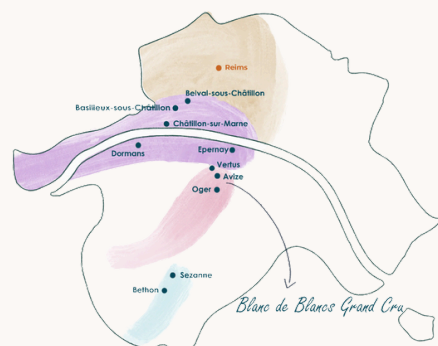 Reims
Belval-sous-Châtillon
Baslieux-sous-Châtillon
Châtillon-sur-Marne
Dormans
Epernay
Vertus
Avize
Oger
Sezanne
Bethon
Blanc de Blancs Grand Cru